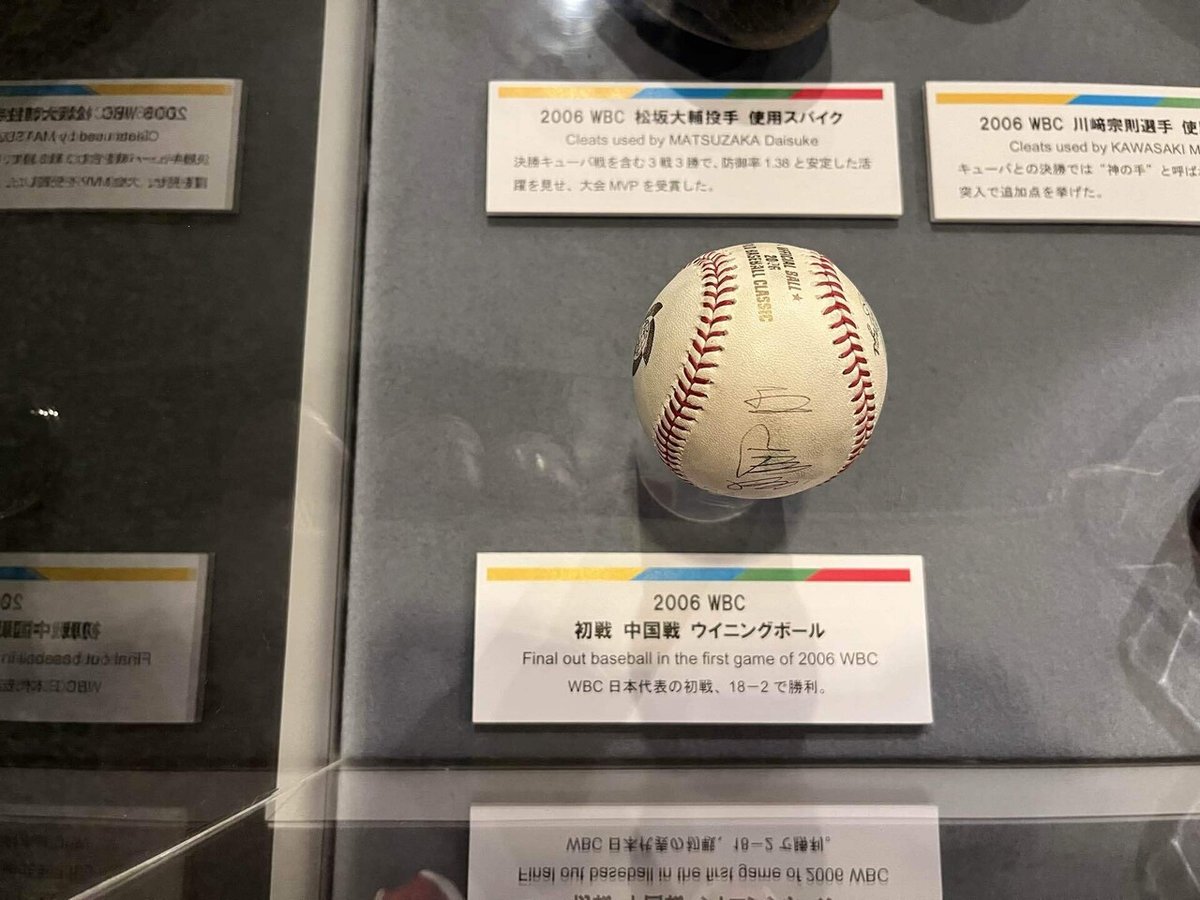 2006 WBC 松坂大輔投手 使用スパイク
Cleats used by MATSUZAKA Daisuke
決勝キューバ戦を含む3戦3勝で、防御率1.38と安定した活
躍を見せ、大会MVPを受賞した。
2006 WBC 川﨑宗則選手 使
Cleats used by KAWASAKI M
キューバとの決勝では“神の手”と呼ば
突入で追加点を挙げた。
BALL
BASEBALL CLASSIC
2006 WBC
初戦 中国戦 ウイニングボール
Final out baseball in the first game of 2006 WBC
WBC日本代表の初戦、18－2で勝利。